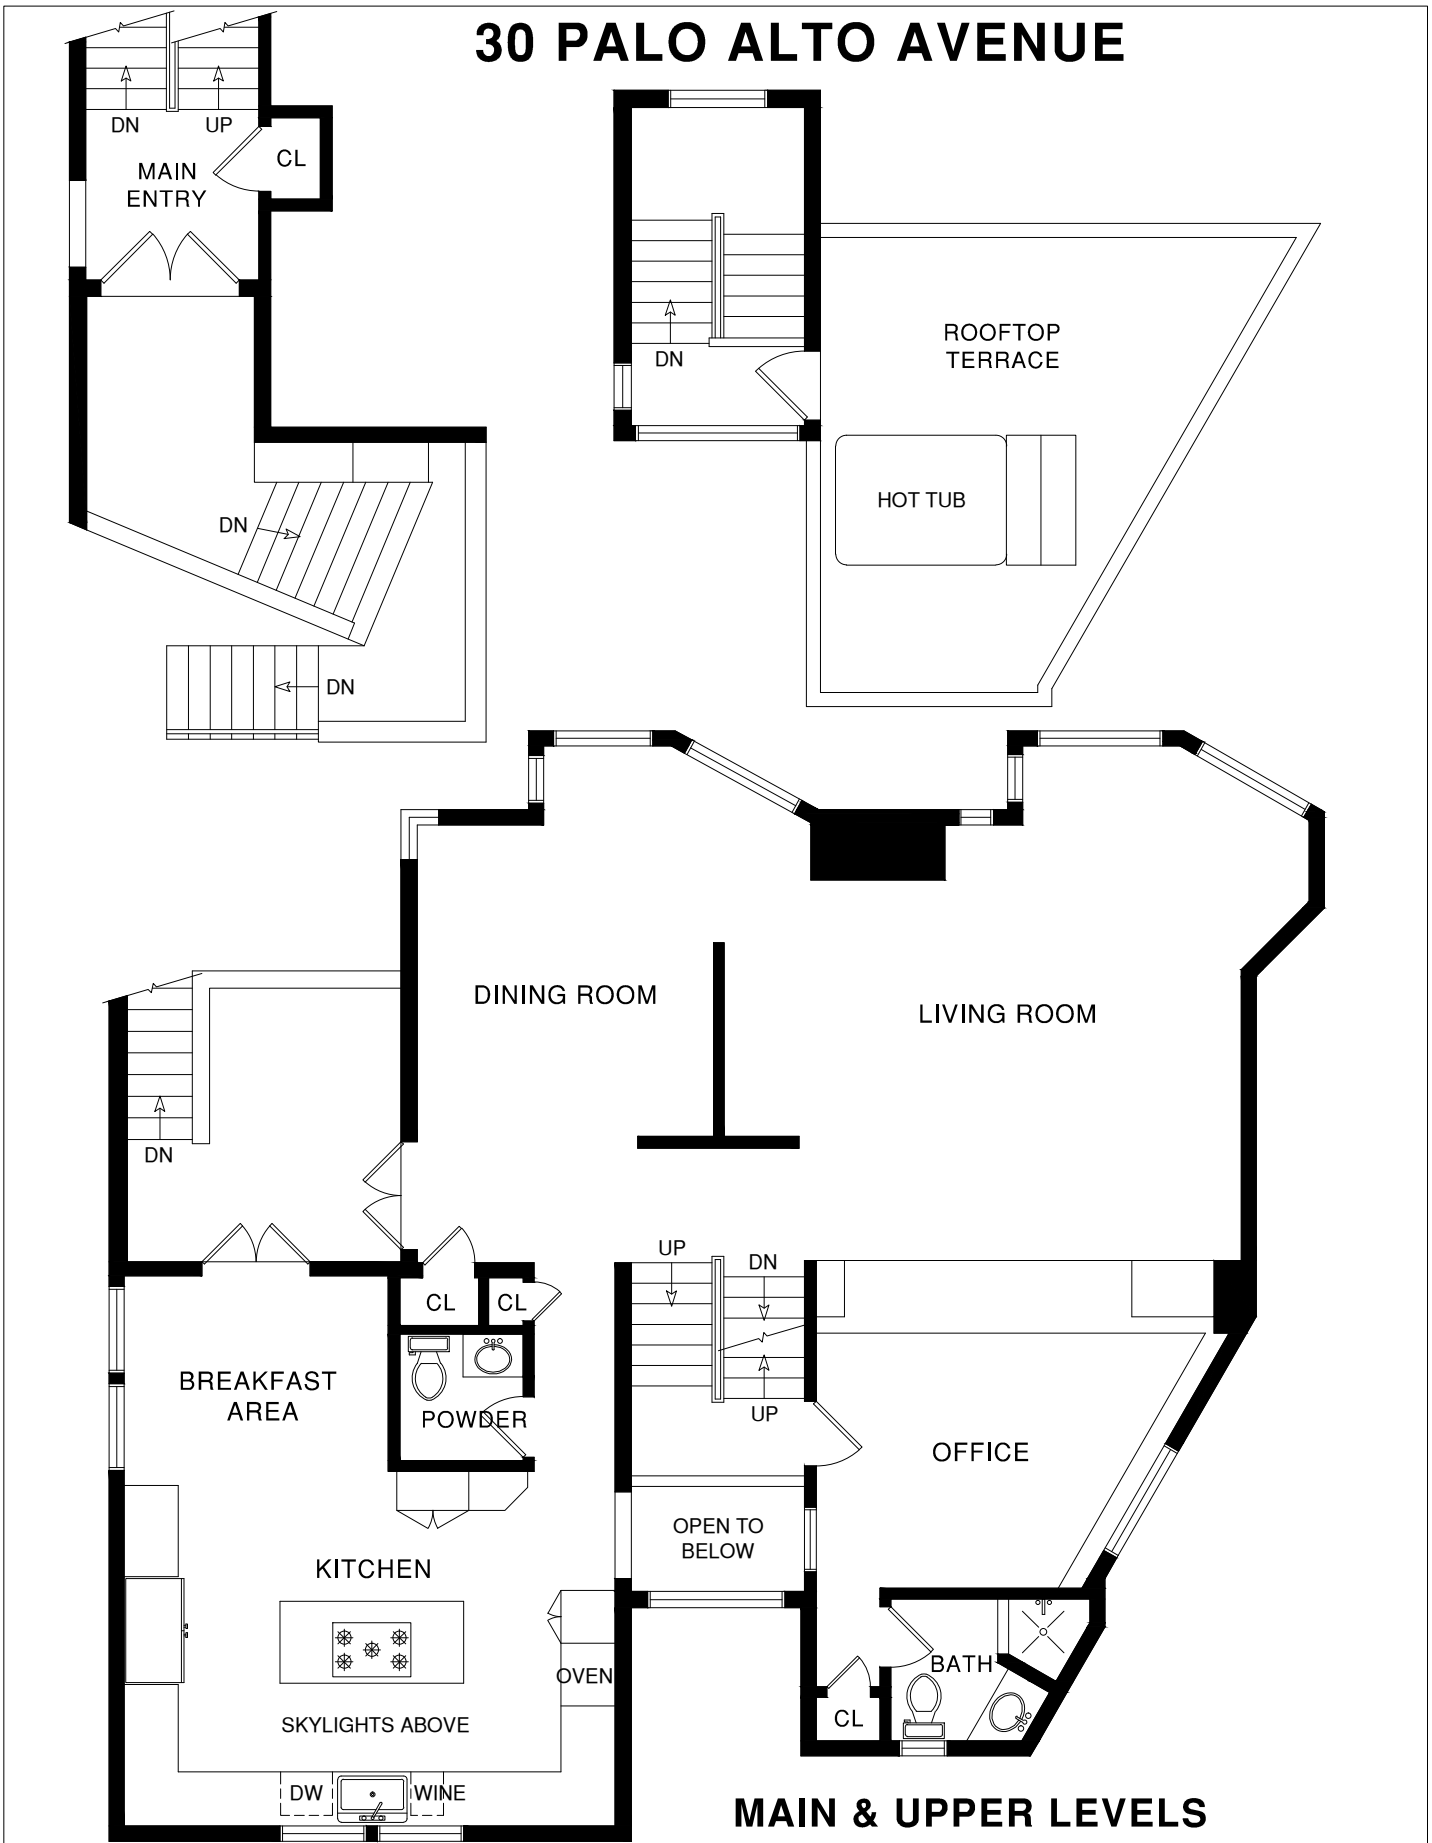 30 PALO ALTO AVENUE
DN
UP
MAIN
ENTRY
CL
DN
DN
DN
ROOFTOP
TERRACE
HOT TUB
DINING ROOM
LIVING ROOM
DN
UP
DN
CL
CL
BREAKFAST
AREA
POWDER
UP
OFFICE
OPEN TO
BELOW
KITCHEN
OVEN
BATH
SKYLIGHTS ABOVE
CL
DW
WINE
MAIN & UPPER LEVELS